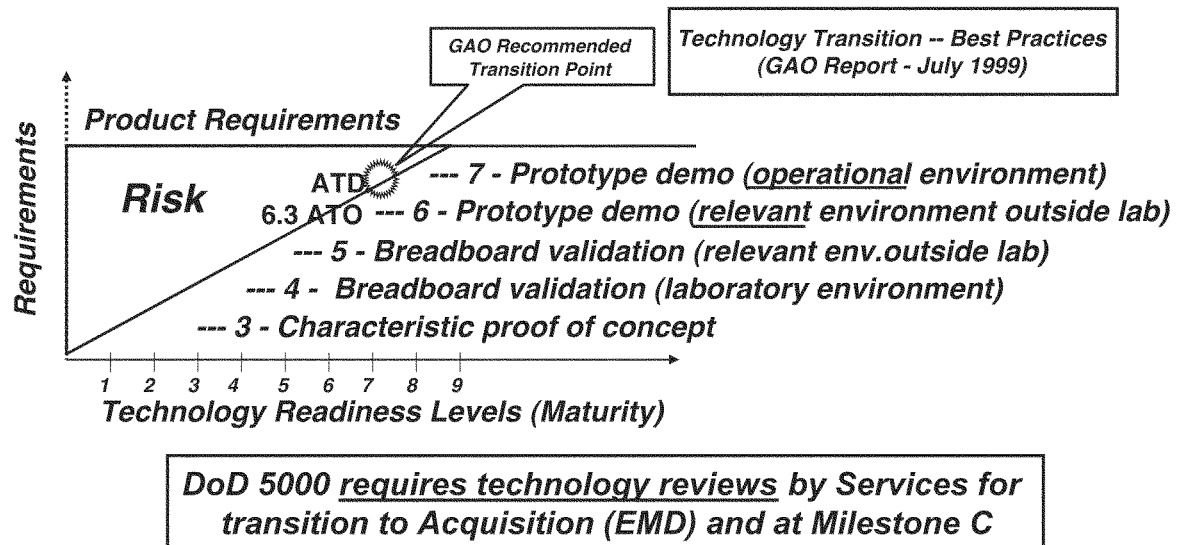 GAO Recommended
Transition Point
Technology Transition -- Best Practices
(GAO Report - July 1999)
Requirements
Product Requirements
Risk
ATD --- 7 - Prototype demo (operational environment)
6.3 ATO --- 6 - Prototype demo (relevant environment outside lab)
--- 5 - Breadboard validation (relevant env.outside lab)
--- 4 - Breadboard validation (laboratory environment)
--- 3 - Characteristic proof of concept
1 2 3 4 5 6 7 8 9
Technology Readiness Levels (Maturity)
DoD 5000 requires technology reviews by Services for
transition to Acquisition (EMD) and at Milestone C